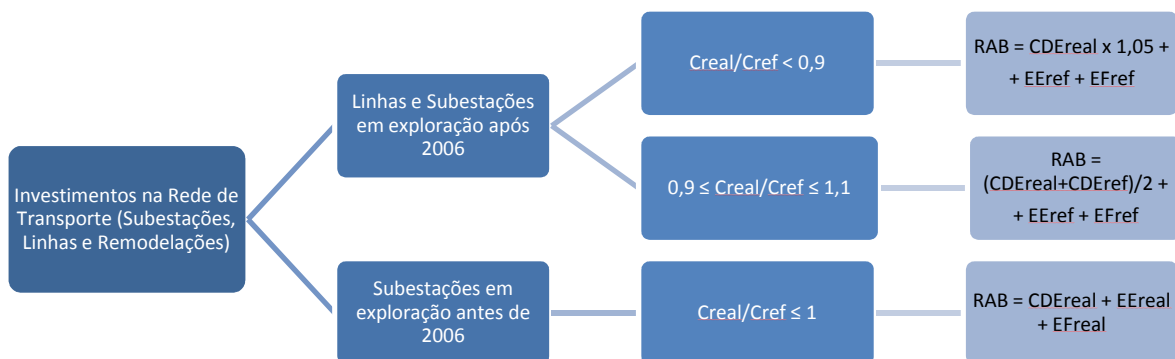 Investimentos na Rede de
Transporte (Subestações,
Linhas e Remodelações)
Linhas e Subestações
em exploração após
2006
Creal/Cref < 0,9
RAB = CDEreal x 1,05 +
+ EEref + EFref
0,9 ≤ Creal/Cref ≤ 1,1
RAB =
(CDEreal+CDEref)/2 +
+ EEref + EFref
Subestações em
exploração antes de
2006
Creal/Cref ≤ 1
RAB = CDEreal + EEreal
+ EFreal